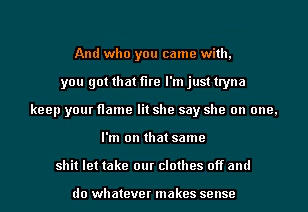 And who you came with,
you got that fire I'm just tryna
keep your flame lit she say she on one,
I'm on that same
shit let take our clothes off and
do whatever makes sense